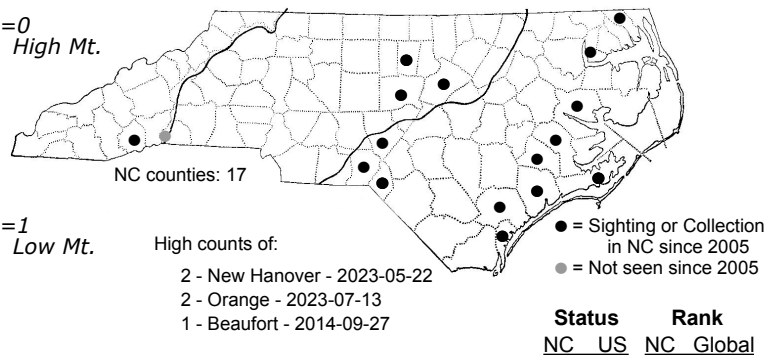 =0
High Mt.
NC counties: 17
=1
Low Mt.
High counts of:
2 - New Hanover - 2023-05-22
2 - Orange - 2023-07-13
1 - Beaufort - 2014-09-27
= Sighting or Collection
in NC since 2005
= Not seen since 2005
Status Rank
NC US NC Global